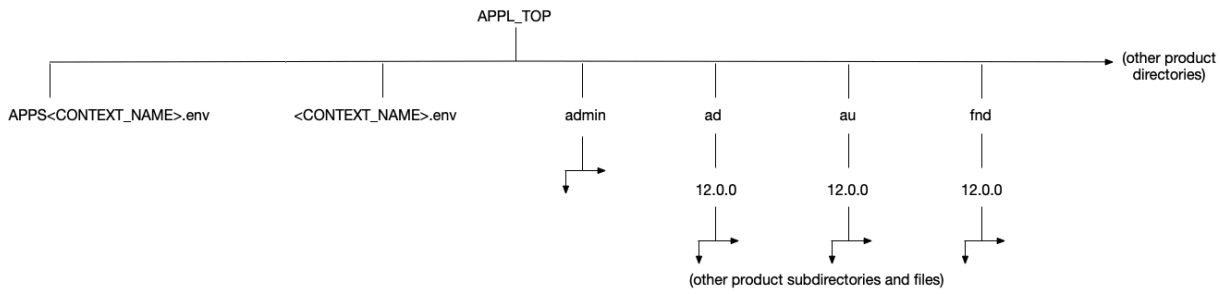 APPL_TOP
(other product
directories)
APPS<CONTEXT_NAME>.env <CONTEXT_NAME>.env admin ad au fnd
12.0.0 12.0.0 12.0.0
(other product subdirectories and files)